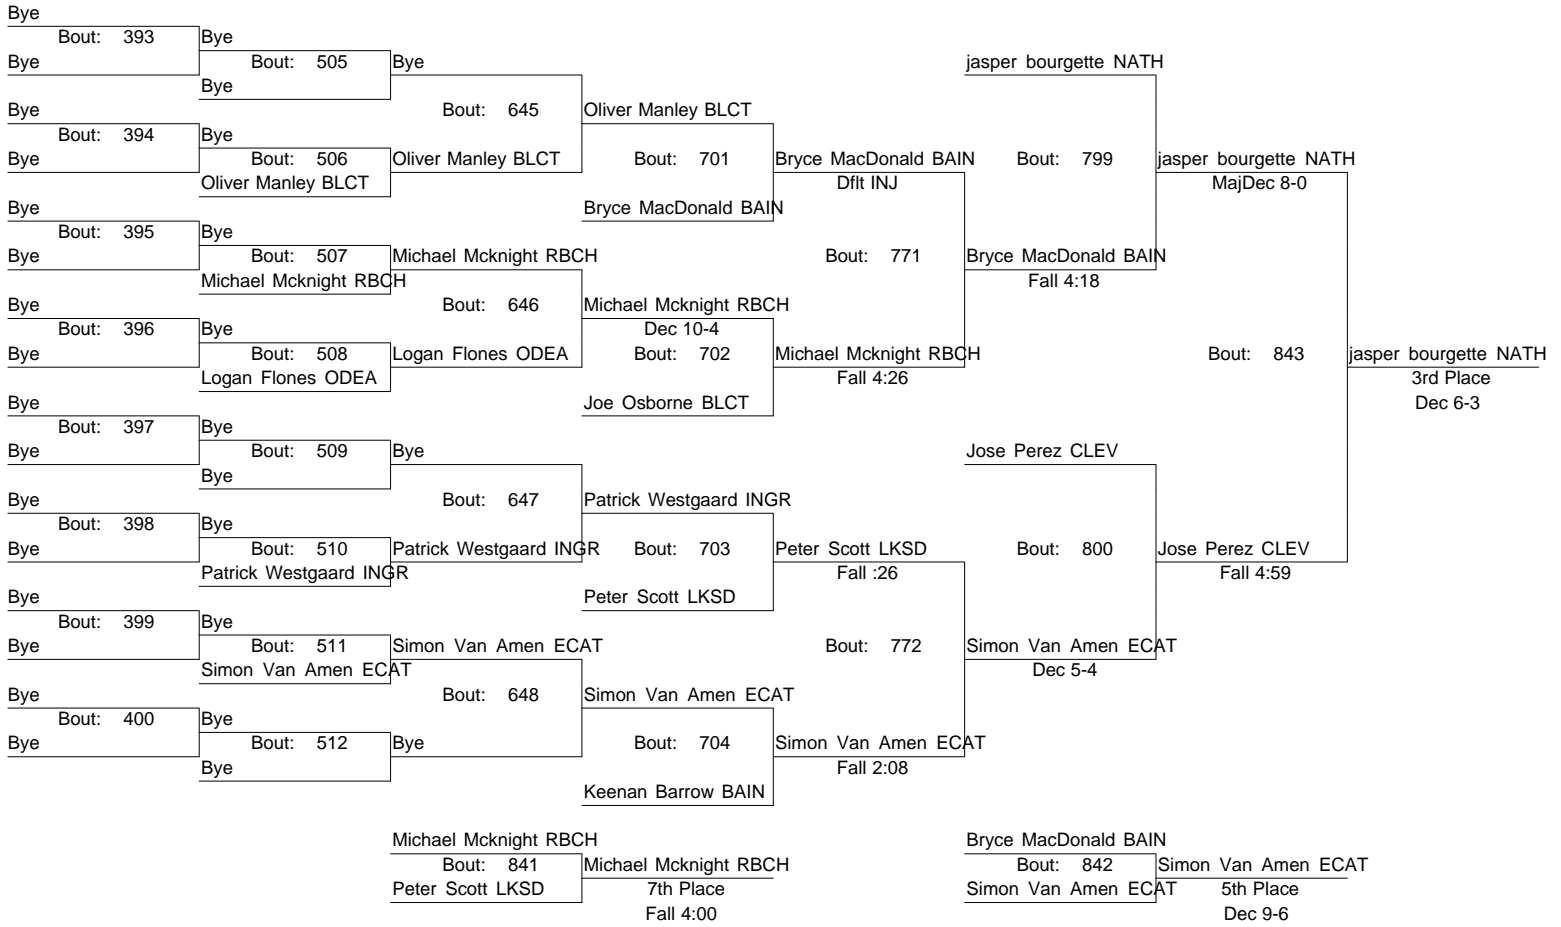 Bye
Bout: 393 Bye
Bye Bout: 505 Bye jasper bourgette NATH
Bye
Bye Bout: 645 Oliver Manley BLCT
Bout: 394 Bye
Bye Bout: 506 Oliver Manley BLCT Bout: 701 Bryce MacDonald BAIN Bout: 799 jasper bourgette NATH
Oliver Manley BLCT Dflt INJ MajDec 8-0
Bye Bryce MacDonald BAIN
Bout: 395 Bye
Bye Bout: 507 Michael Mcknight RBCH Bout: 771 Bryce MacDonald BAIN
Michael Mcknight RBCH Fall 4:18
Bye Bout: 646 Michael Mcknight RBCH
Bout: 396 Bye Dec 10-4
Bye Bout: 508 Logan Flones ODEA Bout: 702 Michael Mcknight RBCH Bout: 843 jasper bourgette NATH
Logan Flones ODEA Fall 4:26 3rd Place
Bye Joe Osborne BLCT Dec 6-3
Bout: 397 Bye
Bye Bout: 509 Bye Jose Perez CLEV
Bye
Bye Bout: 647 Patrick Westgaard INGR
Bout: 398 Bye
Bye Bout: 510 Patrick Westgaard INGR Bout: 703 Peter Scott LKSD Bout: 800 Jose Perez CLEV
Patrick Westgaard INGR Fall :26 Fall 4:59
Bye Peter Scott LKSD
Bout: 399 Bye
Bye Bout: 511 Simon Van Amen ECAT Bout: 772 Simon Van Amen ECAT
Simon Van Amen ECAT Dec 5-4
Bye Bout: 648 Simon Van Amen ECAT
Bout: 400 Bye
Bye Bout: 512 Bye Bout: 704 Simon Van Amen ECAT
Bye Fall 2:08
Keenan Barrow BAIN
Michael Mcknight RBCH Bryce MacDonald BAIN
Bout: 841 Michael Mcknight RBCH Bout: 842 Simon Van Amen ECAT
Peter Scott LKSD 7th Place Simon Van Amen ECAT 5th Place
Fall 4:00 Dec 9-6